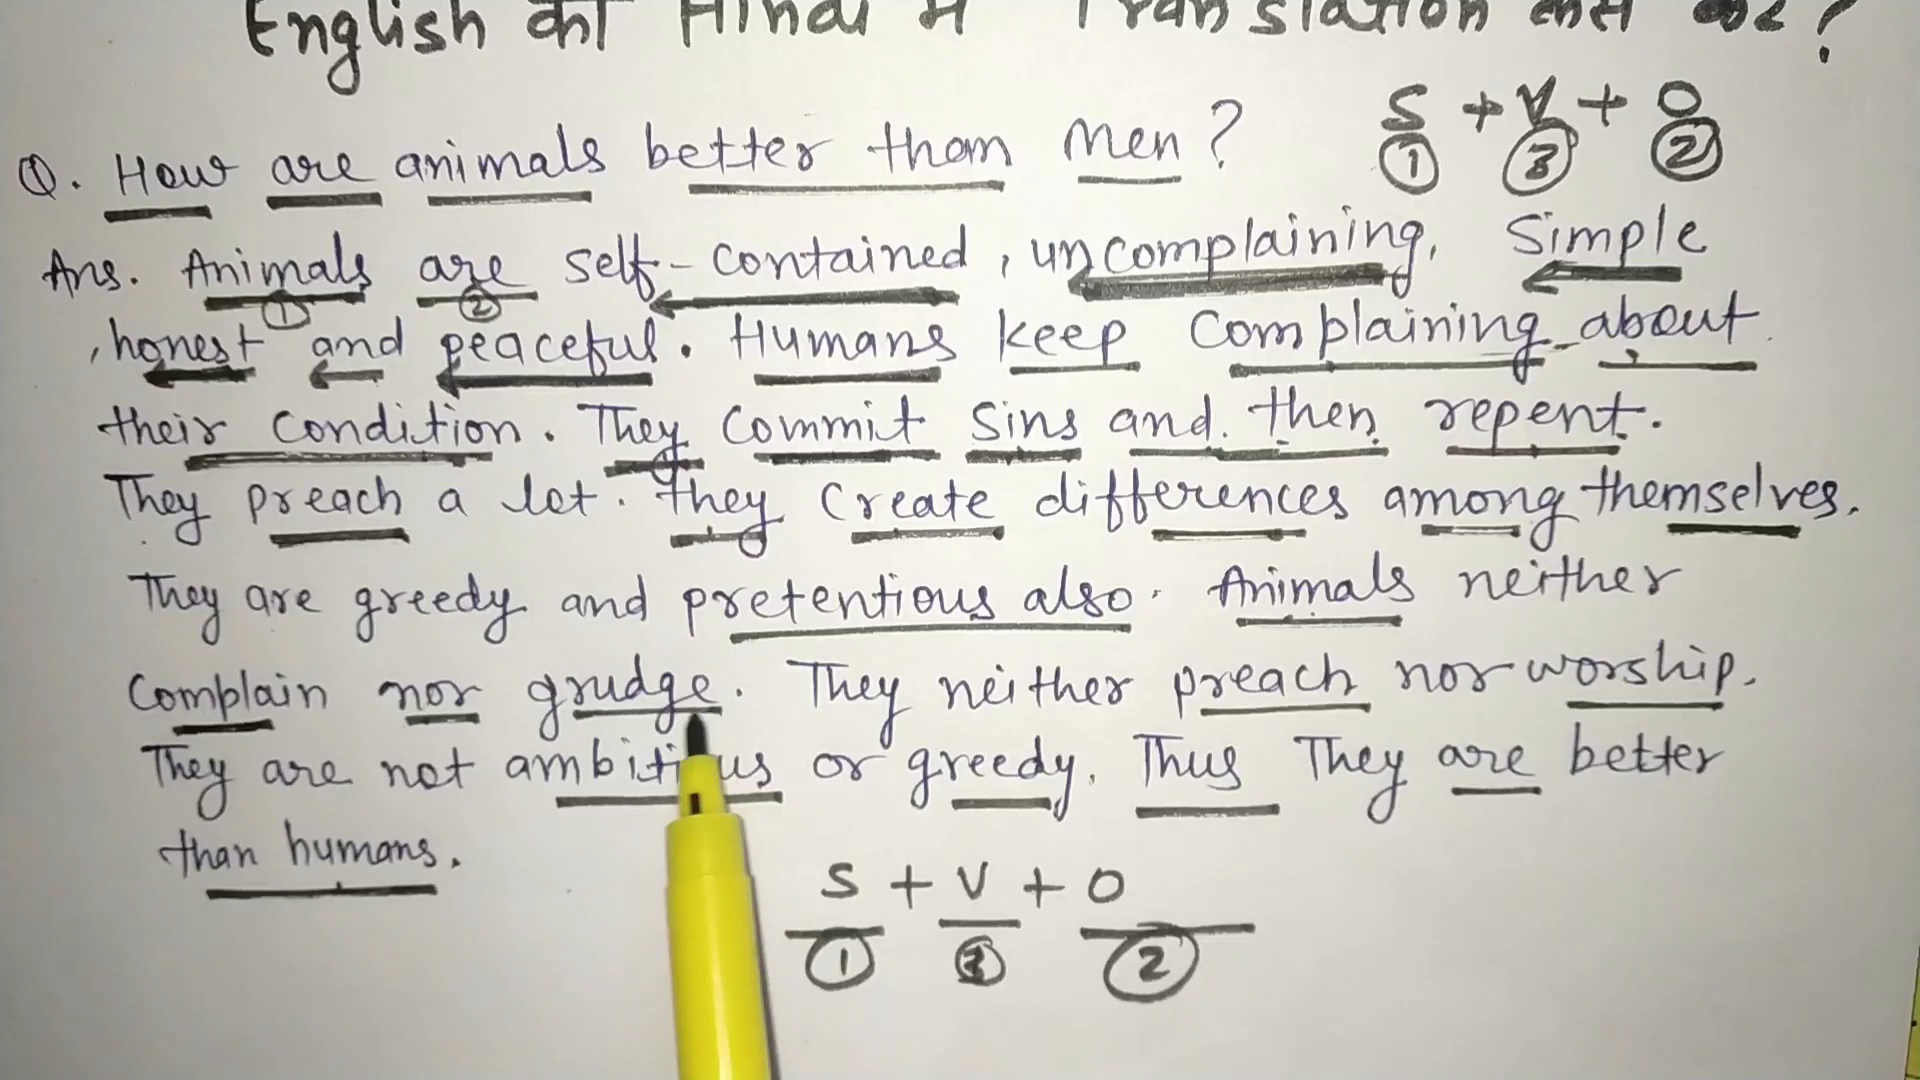 English का हिन्दी में Translation कैसे करें ?
Q. How are animals better than Men ?
S + V + O
1 3 2
Ans. Animals are self-contained, uncomplaining, Simple
1 2
, honest and peaceful. Humans keep Complaining about
their Condition. They Commit Sins and then repent.
They preach a lot. They Create differences among themselves.
They are greedy and pretentious also. Animals neither
Complain nor grudge. They neither preach nor worship.
They are not ambitious or greedy. Thus They are better
than humans.
S + V + O
1 3 2